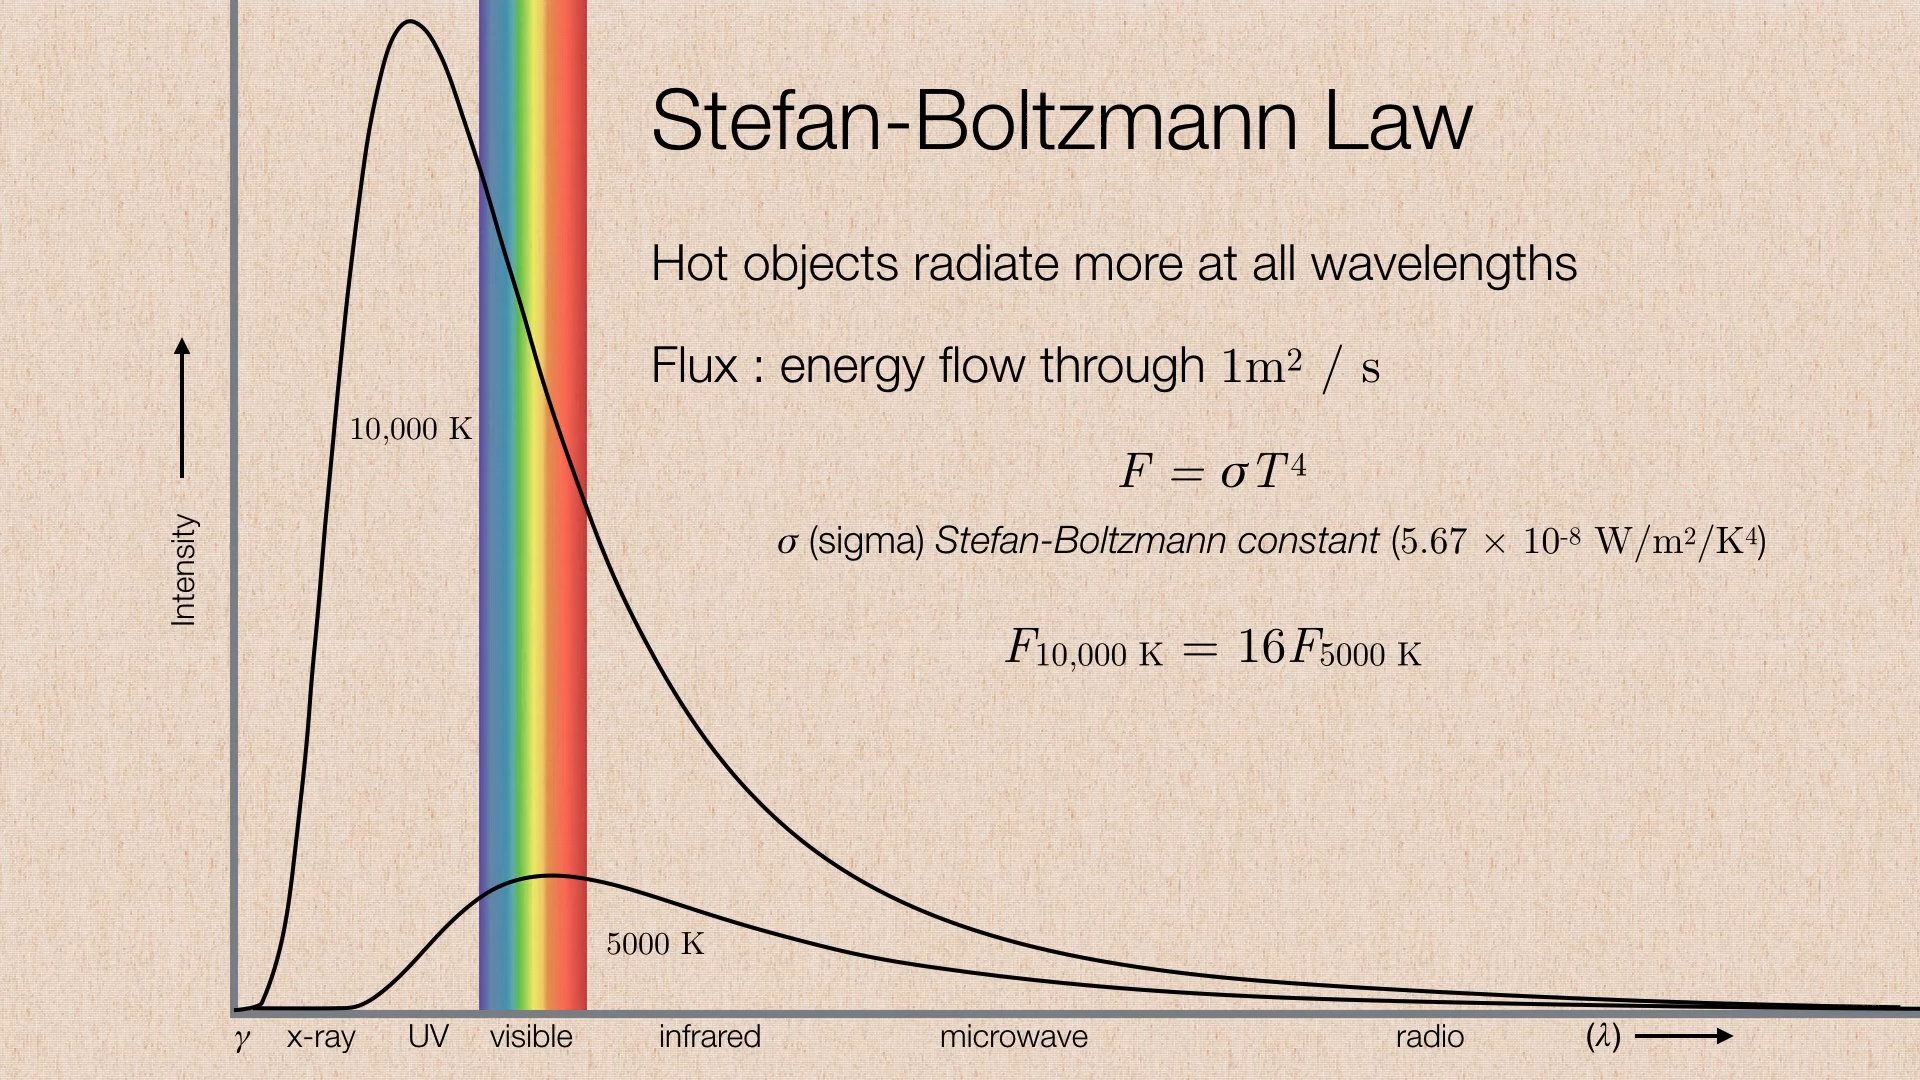 Stefan-Boltzmann Law
Hot objects radiate more at all wavelengths
Flux : energy flow through 1m² / s
F = σT⁴
σ (sigma) Stefan-Boltzmann constant (5.67 × 10⁻⁸ W/m²/K⁴)
F₁₀,₀₀₀ K = 16F₅₀₀₀ K
10,000 K
Intensity
5000 K
γ x-ray UV visible infrared microwave radio (λ)